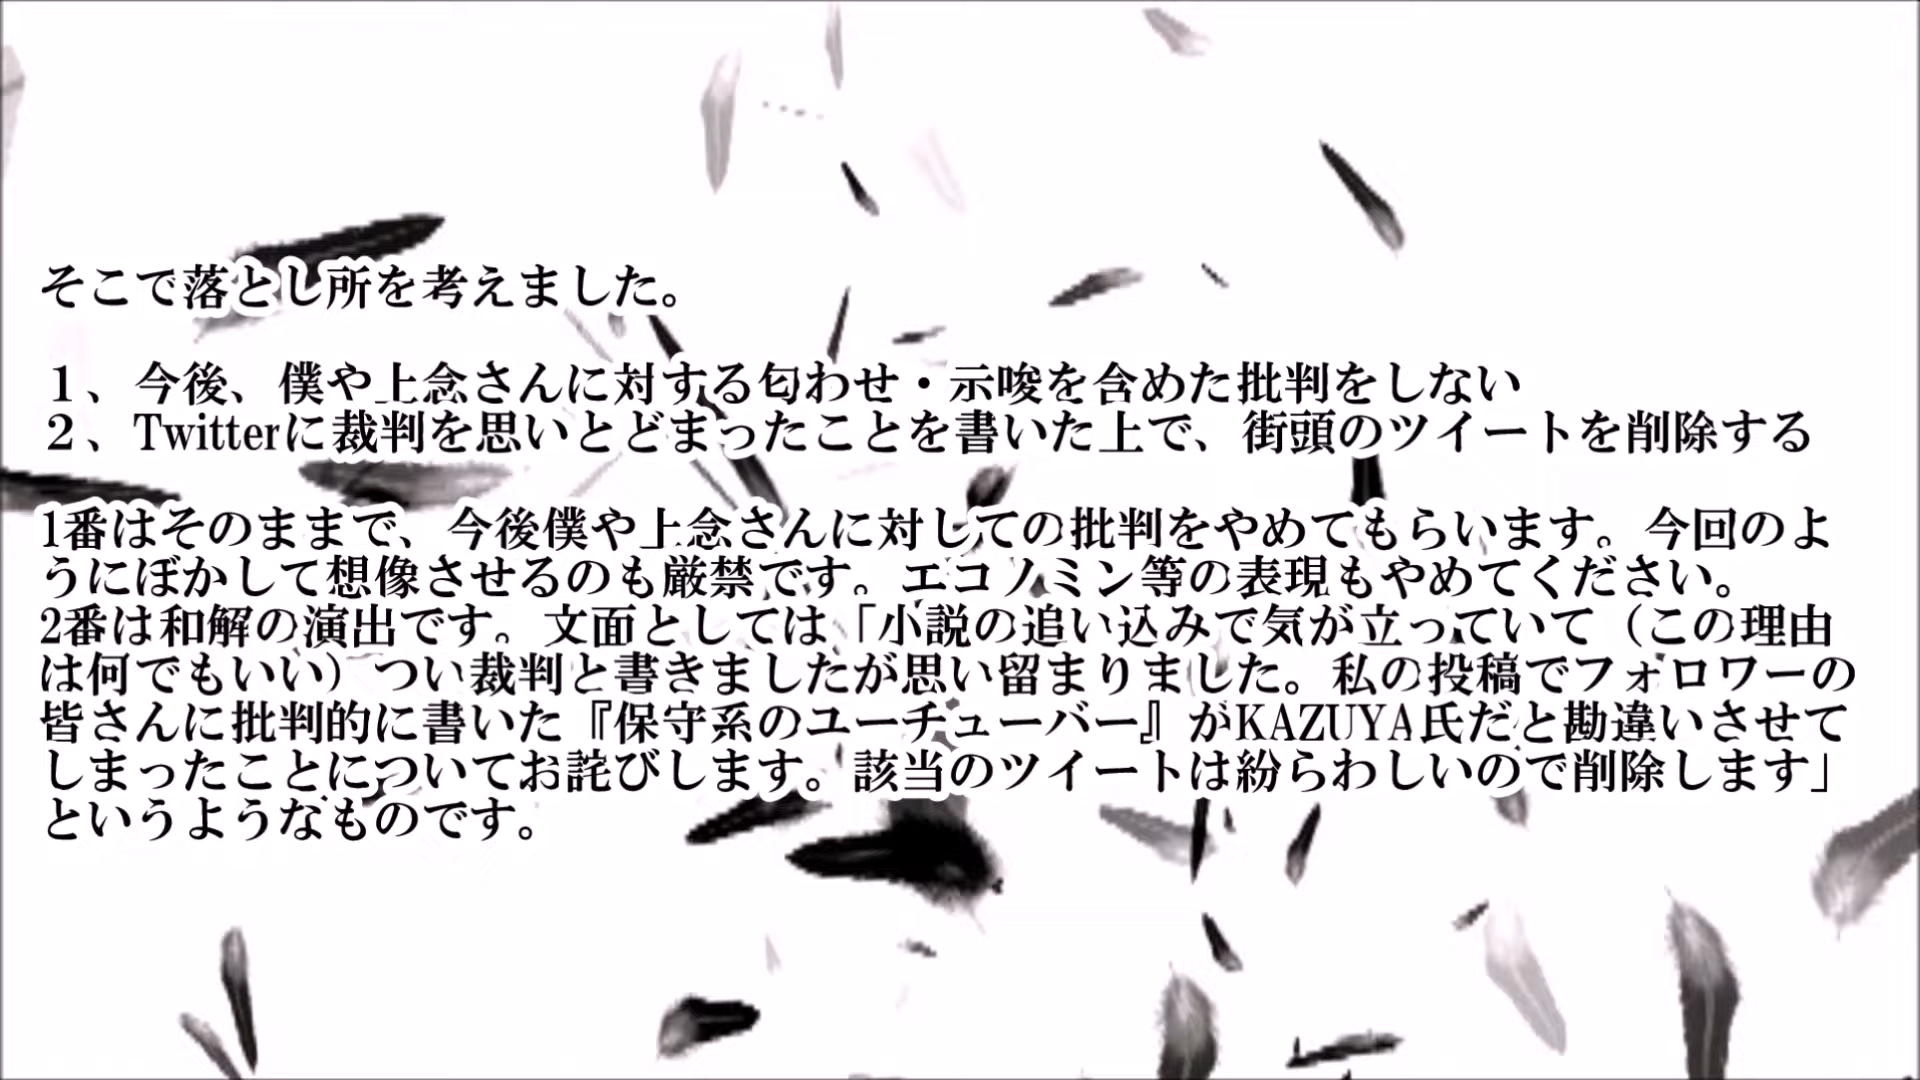 そこで落とし所を考えました。
１、今後、僕や上念さんに対する匂わせ・示唆を含めた批判をしない
２、Twitterに裁判を思いとどまったことを書いた上で、街頭のツイートを削除する
1番はそのままで、今後僕や上念さんに対しての批判をやめてもらいます。今回のよ
うにぼかして想像させるのも厳禁です。エコノミン等の表現もやめてください。
2番は和解の演出です。文面としては「小説の追い込みで気が立っていて（この理由
は何でもいい）つい裁判と書きましたが思い留まりました。私の投稿でフォロワーの
皆さんに批判的に書いた『保守系のユーチューバー』がKAZUYA氏だと勘違いさせて
しまったことについてお詫びします。該当のツイートは紛らわしいので削除します」
というようなものです。